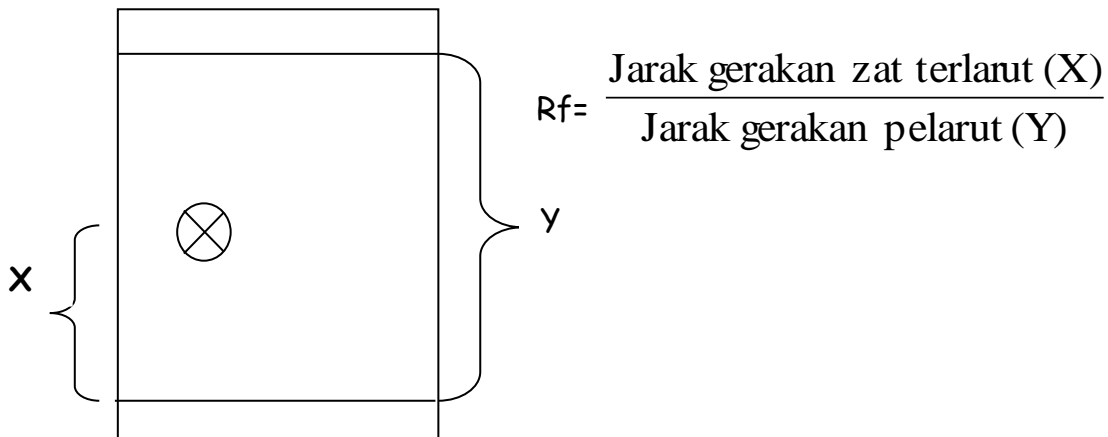 Rf= Jarak gerakan zat terlarut (X)
Jarak gerakan pelarut (Y)
Y
X